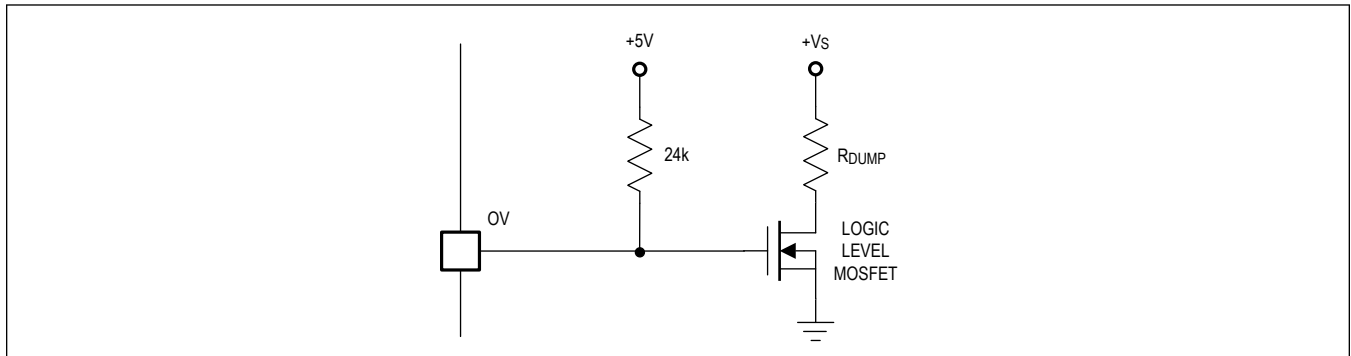 +5V
+VS
24k
RDUMP
OV
LOGIC
LEVEL
MOSFET